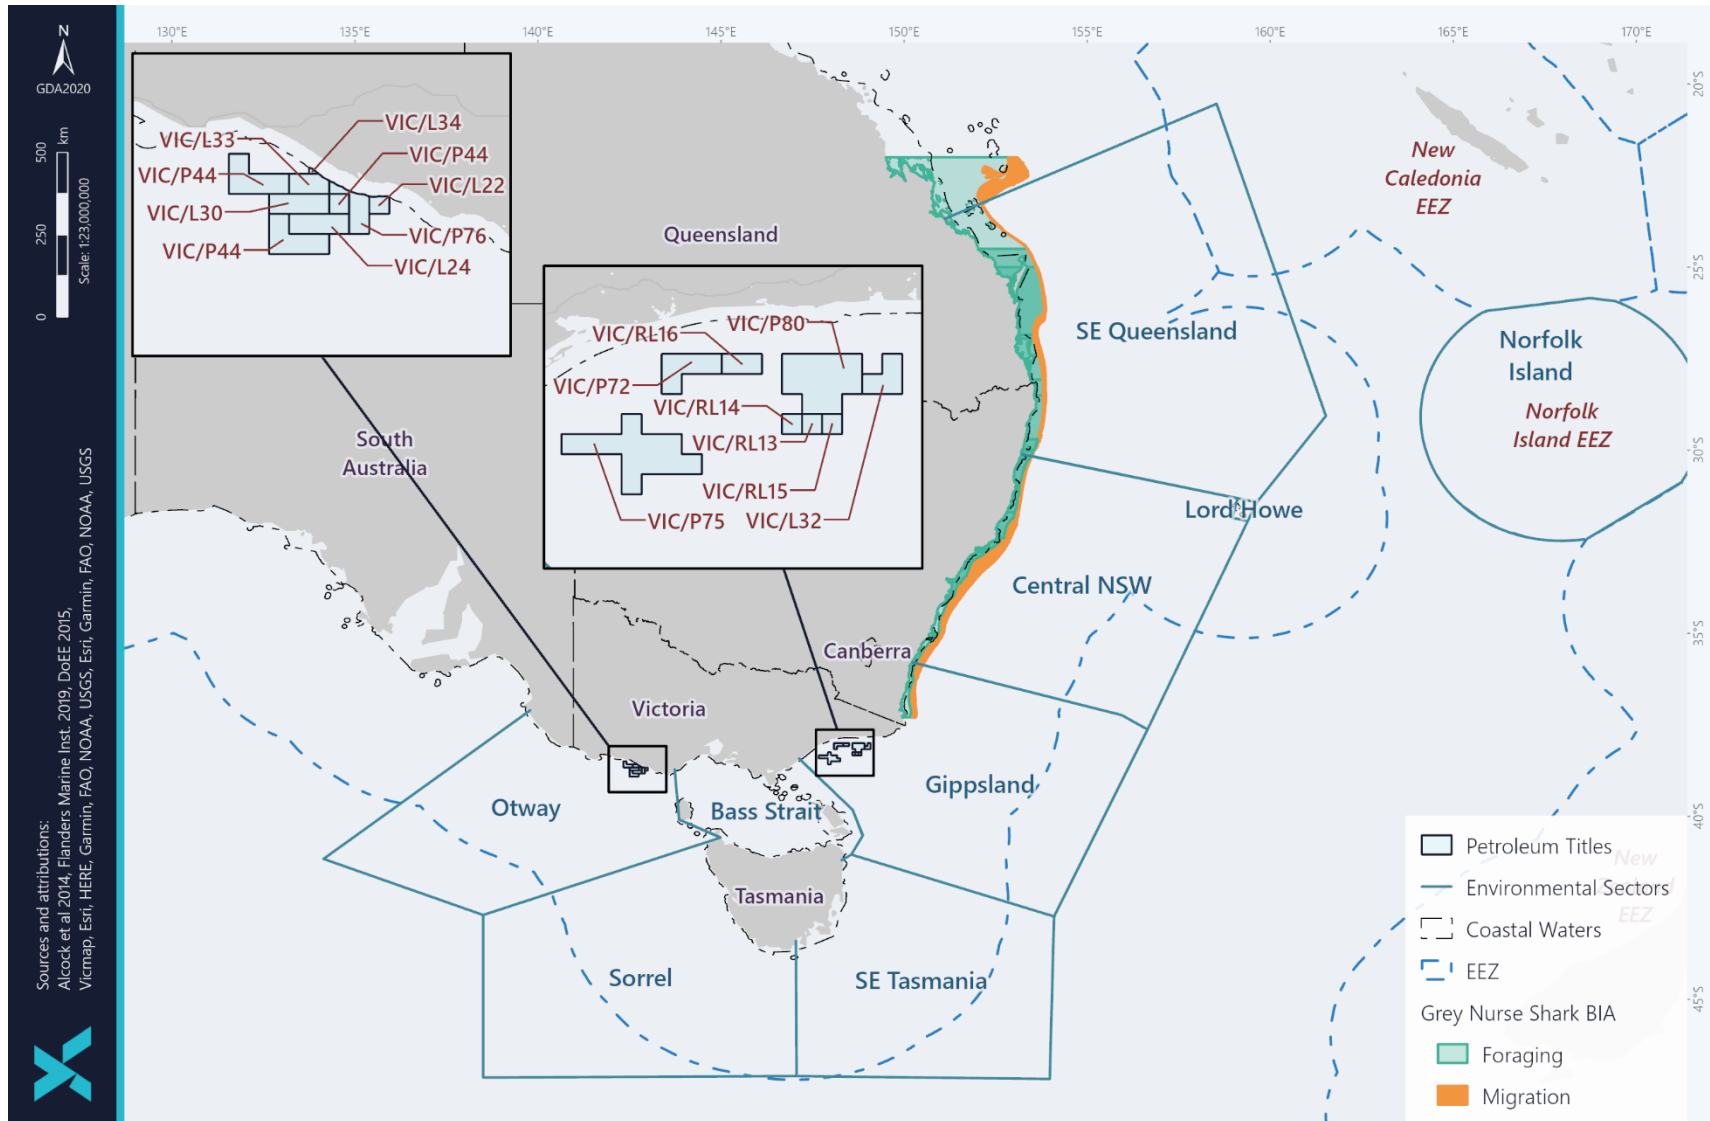 N
GDA2020
500
250
0
km
Scale: 1:23,000,000
Sources and attributions:
Alcock et al 2014, Flanders Marine Inst. 2019, DoEE 2015,
Vicmap, Esri, HERE, Garmin, FAO, NOAA, USGS, Esri, Garmin, FAO, NOAA, USGS
130°E
135°E
140°E
145°E
150°E
155°E
160°E
165°E
170°E
20°S
25°S
30°S
35°S
40°S
45°S
VIC/L34
VIC/L33
VIC/P44
VIC/P44
VIC/L22
VIC/L30
VIC/P76
VIC/P44
VIC/L24
VIC/P80
VIC/RL16
VIC/P72
VIC/RL14
VIC/RL13
VIC/RL15
VIC/P75
VIC/L32
Queensland
South
Australia
Canberra
Victoria
Tasmania
New
Caledonia
EEZ
SE Queensland
Norfolk
Island
Norfolk
Island EEZ
Lord Howe
Central NSW
Gippsland
Otway
Bass Strait
Sorrel
SE Tasmania
New
EEZ
Petroleum Titles
Environmental Sectors
Coastal Waters
EEZ
Grey Nurse Shark BIA
Foraging
Migration